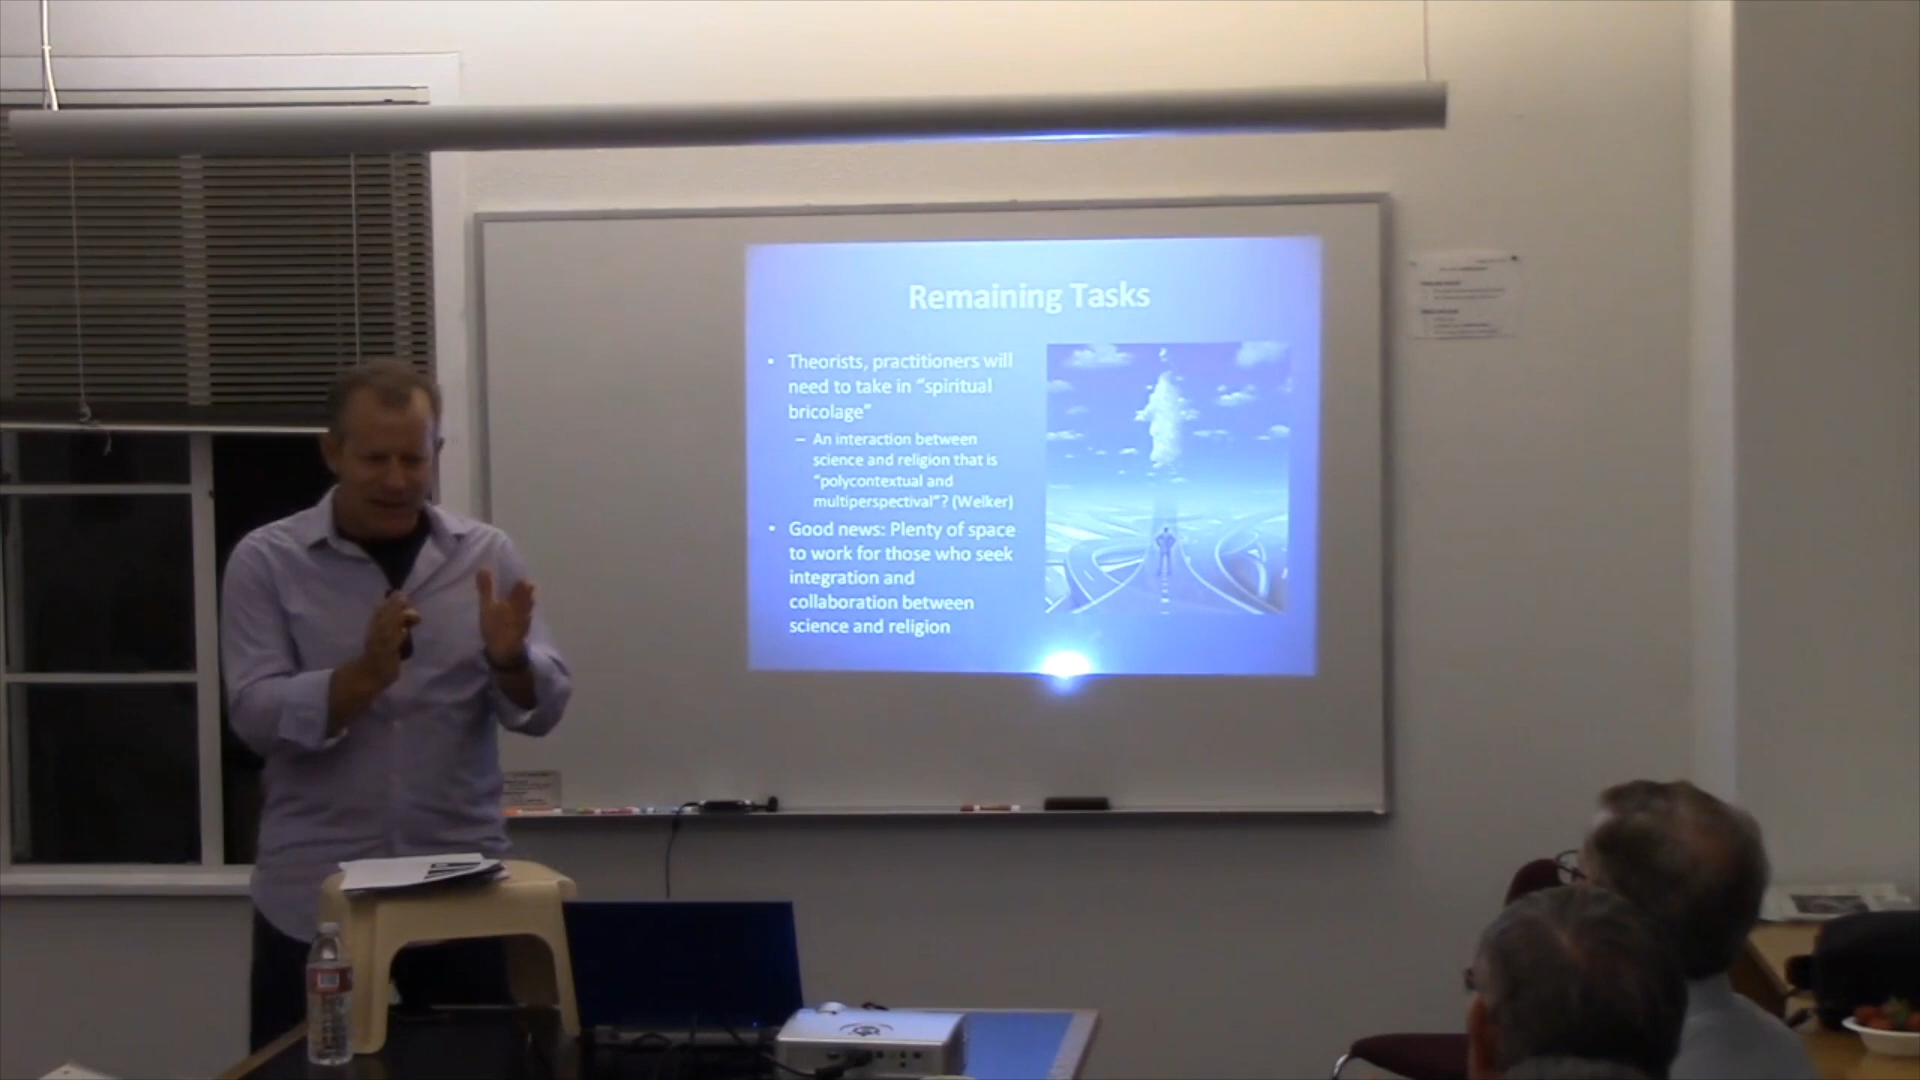 Remaining Tasks
• Theorists, practitioners will
need to take in “spiritual
bricolage”
– An interaction between
science and religion that is
“polycontextual and
multiperspectival”? (Welker)
• Good news: Plenty of space
to work for those who seek
integration and
collaboration between
science and religion